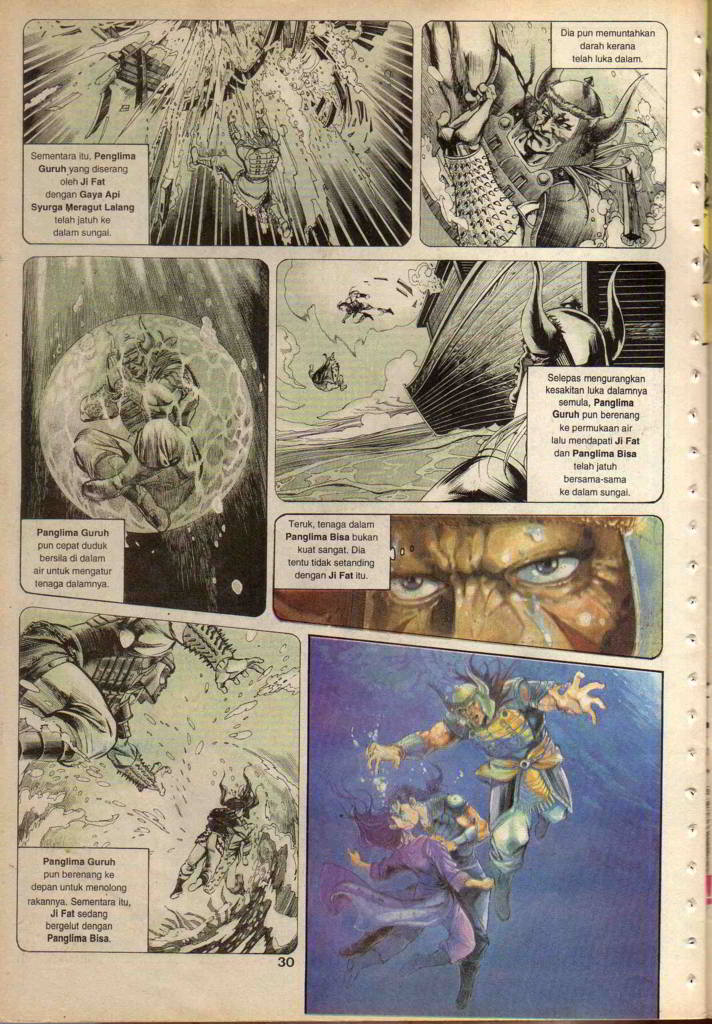 Sementara itu, Penglima
Guruh yang diserang
oleh Ji Fat
dengan Gaya Api
Syurga Meragut Lalang
telah jatuh ke
dalam sungai.
Dia pun memuntahkan
darah kerana
telah luka dalam.
Panglima Guruh
pun cepat duduk
bersila di dalam
air untuk mengatur
tenaga dalamnya.
Selepas mengurangkan
kesakitan luka dalamnya
semula, Panglima
Guruh pun berenang
ke permukaan air
lalu mendapati Ji Fat
dan Panglima Bisa
telah jatuh
bersama-sama
ke dalam sungai.
Teruk, tenaga dalam
Panglima Bisa bukan
kuat sangat. Dia
tentu tidak setanding
dengan Ji Fat itu.
Panglima Guruh
pun berenang ke
depan untuk menolong
rakannya. Sementara itu,
Ji Fat sedang
bergelut dengan
Panglima Bisa.
30